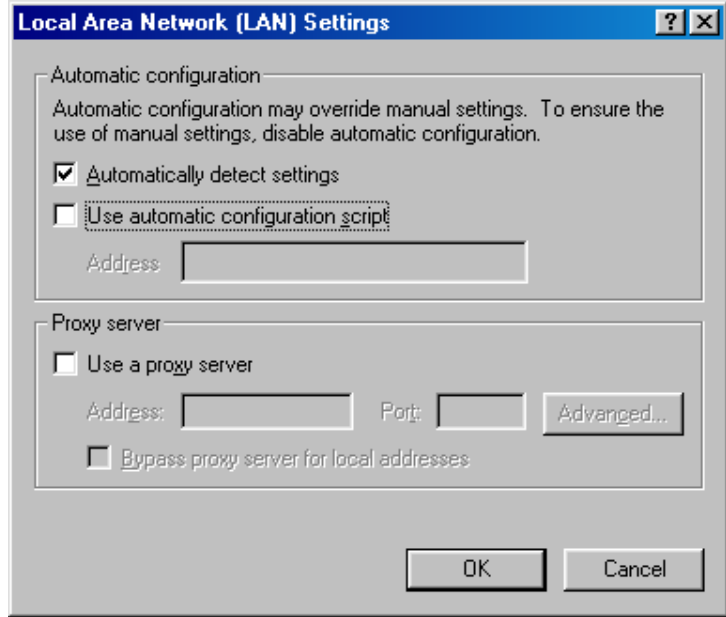 Local Area Network (LAN) Settings
Automatic configuration
Automatic configuration may override manual settings. To ensure the
use of manual settings, disable automatic configuration.
Automatically detect settings
Use automatic configuration script
Address
Proxy server
Use a proxy server
Address: Port: Advanced...
Bypass proxy server for local addresses
OK Cancel